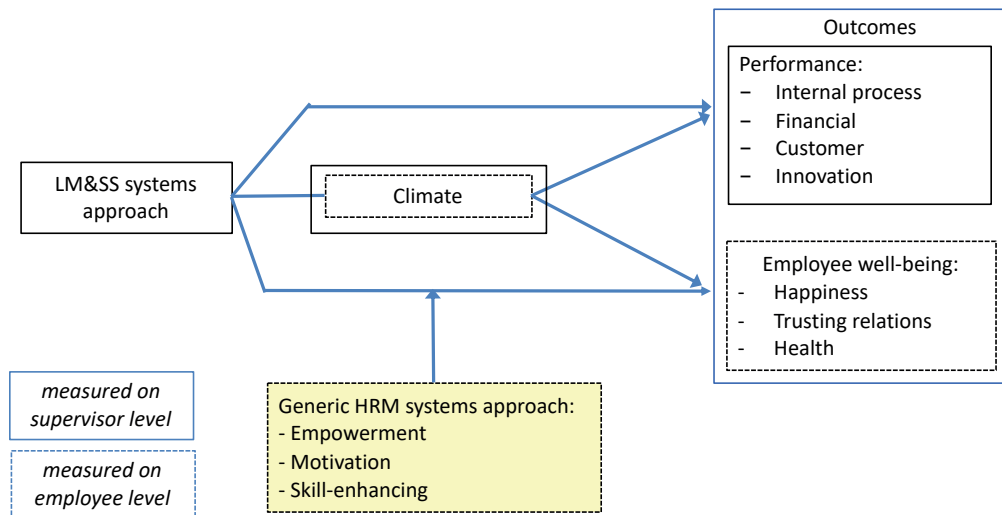 Outcomes
Performance:
– Internal process
– Financial
– Customer
– Innovation
LM&SS systems
approach
Climate
Employee well-being:
- Happiness
- Trusting relations
- Health
Generic HRM systems approach:
- Empowerment
- Motivation
- Skill-enhancing
measured on
supervisor level
measured on
employee level